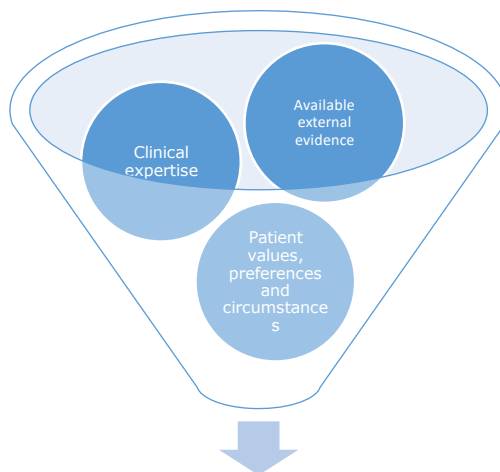 Available
external
evidence
Clinical
expertise
Patient
values,
preferences
and
circumstance
s